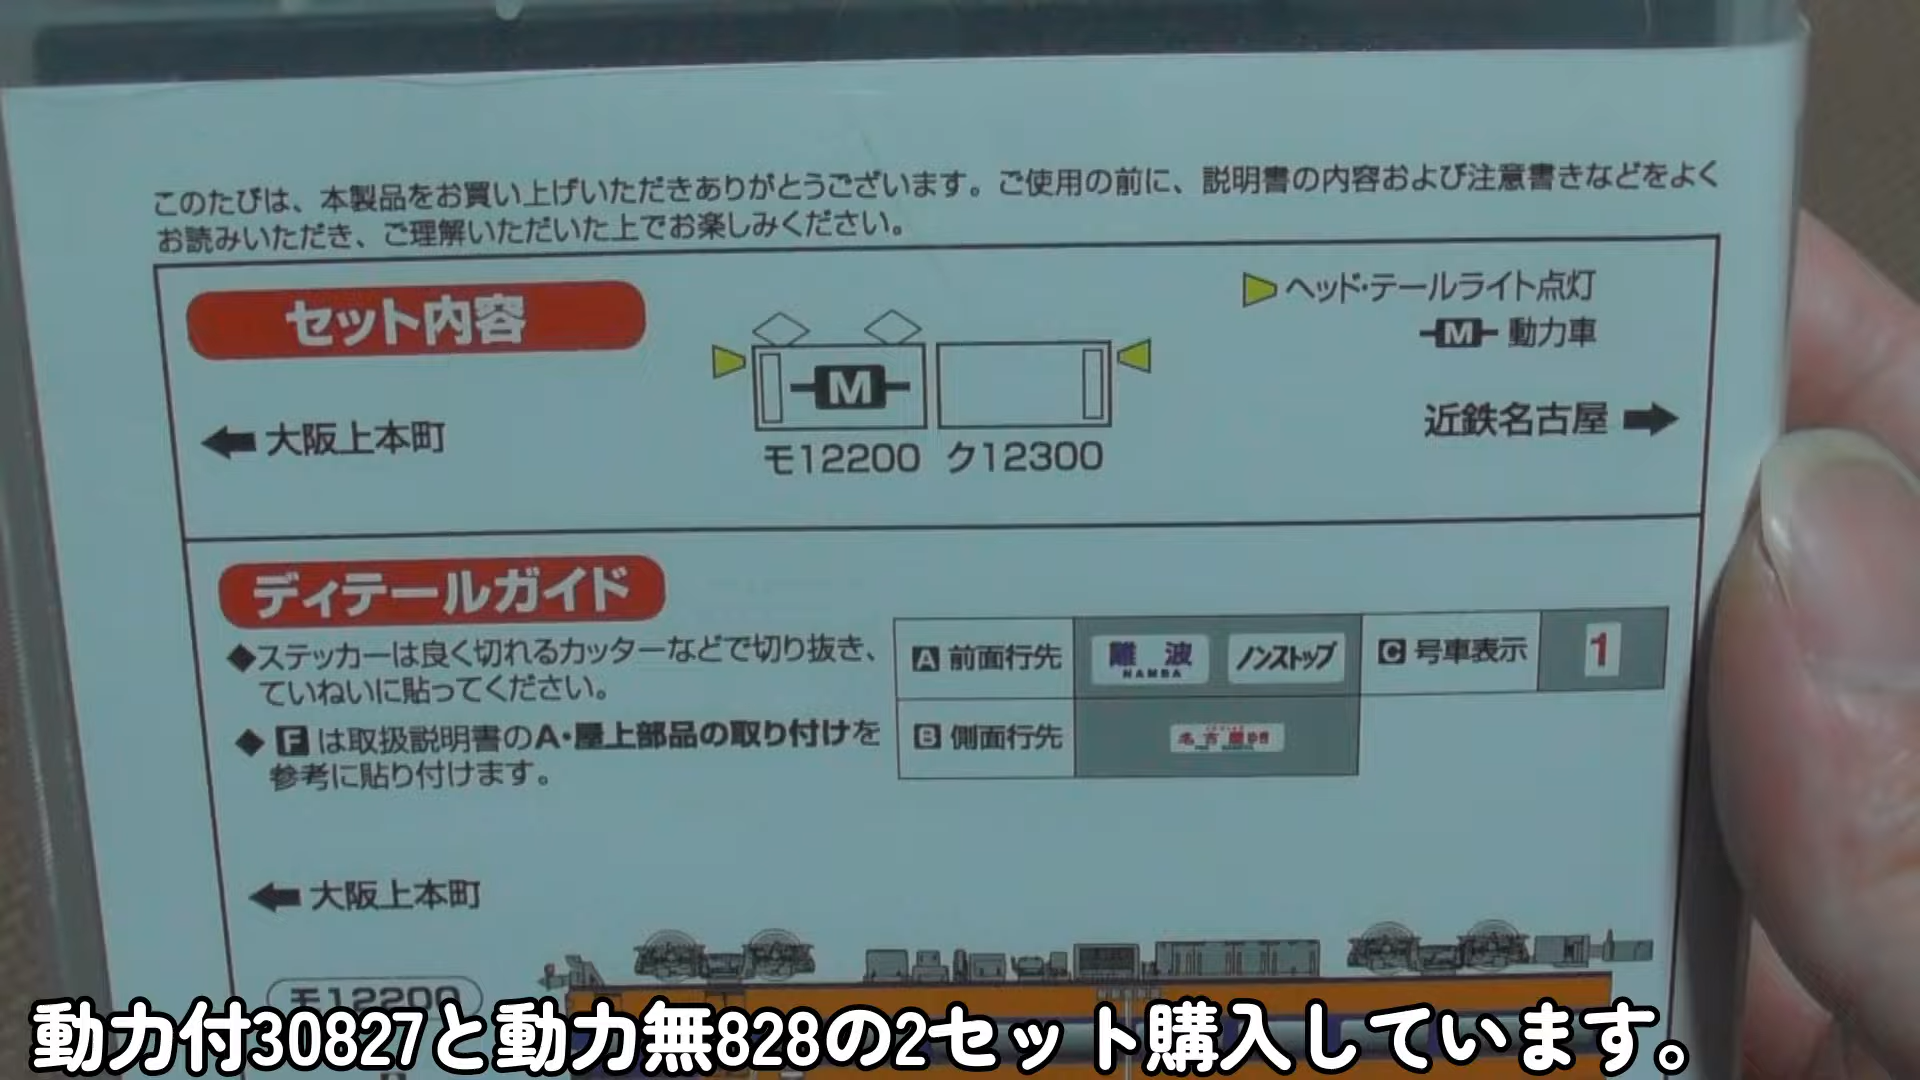 このたびは、本製品をお買い上げいただきありがとうございます。ご使用の前に、説明書の内容および注意書きなどをよく
お読みいただき、ご理解いただいた上でお楽しみください。
セット内容
ヘッド・テールライト点灯
M 動力車
M
大阪上本町
近鉄名古屋
モ12200 ク12300
ディテールガイド
◆ステッカーは良く切れるカッターなどで切り抜き、
ていねいに貼ってください。
◆Fは取扱説明書のA・屋上部品の取り付けを
参考に貼り付けます。
A 前面行先
難波
NAMBA
ノンストップ
C 号車表示
1
B 側面行先
名古屋
大阪上本町
モ12200
動力付30827と動力無828の2セット購入しています。